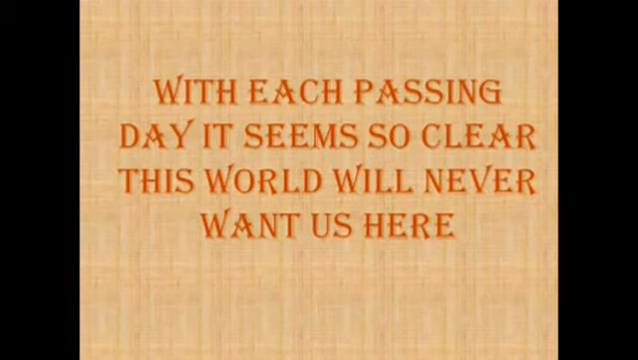 WITH EACH PASSING
DAY IT SEEMS SO CLEAR
THIS WORLD WILL NEVER
WANT US HERE